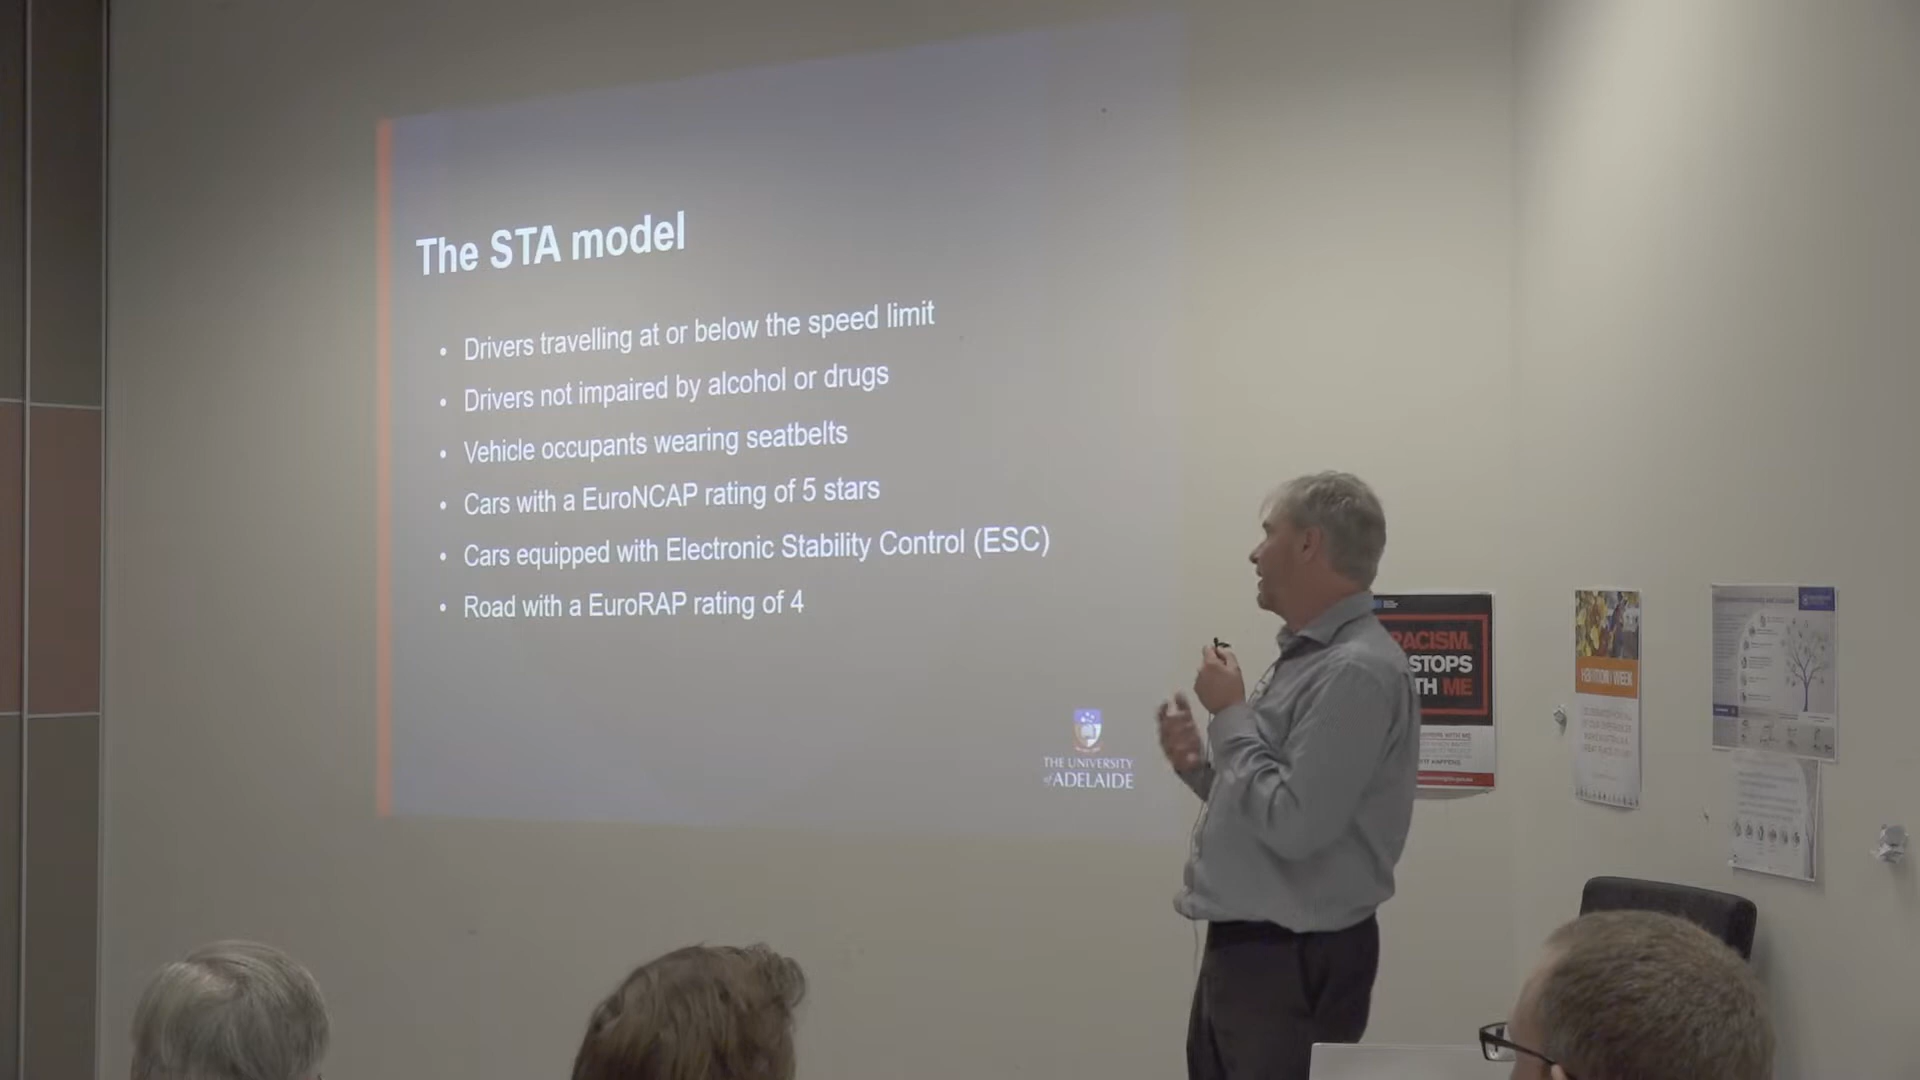 The STA model
• Drivers travelling at or below the speed limit
• Drivers not impaired by alcohol or drugs
• Vehicle occupants wearing seatbelts
• Cars with a EuroNCAP rating of 5 stars
• Cars equipped with Electronic Stability Control (ESC)
• Road with a EuroRAP rating of 4
THE UNIVERSITY
of ADELAIDE
RACISM.
STOPS
TH ME
HARMONY WEEK